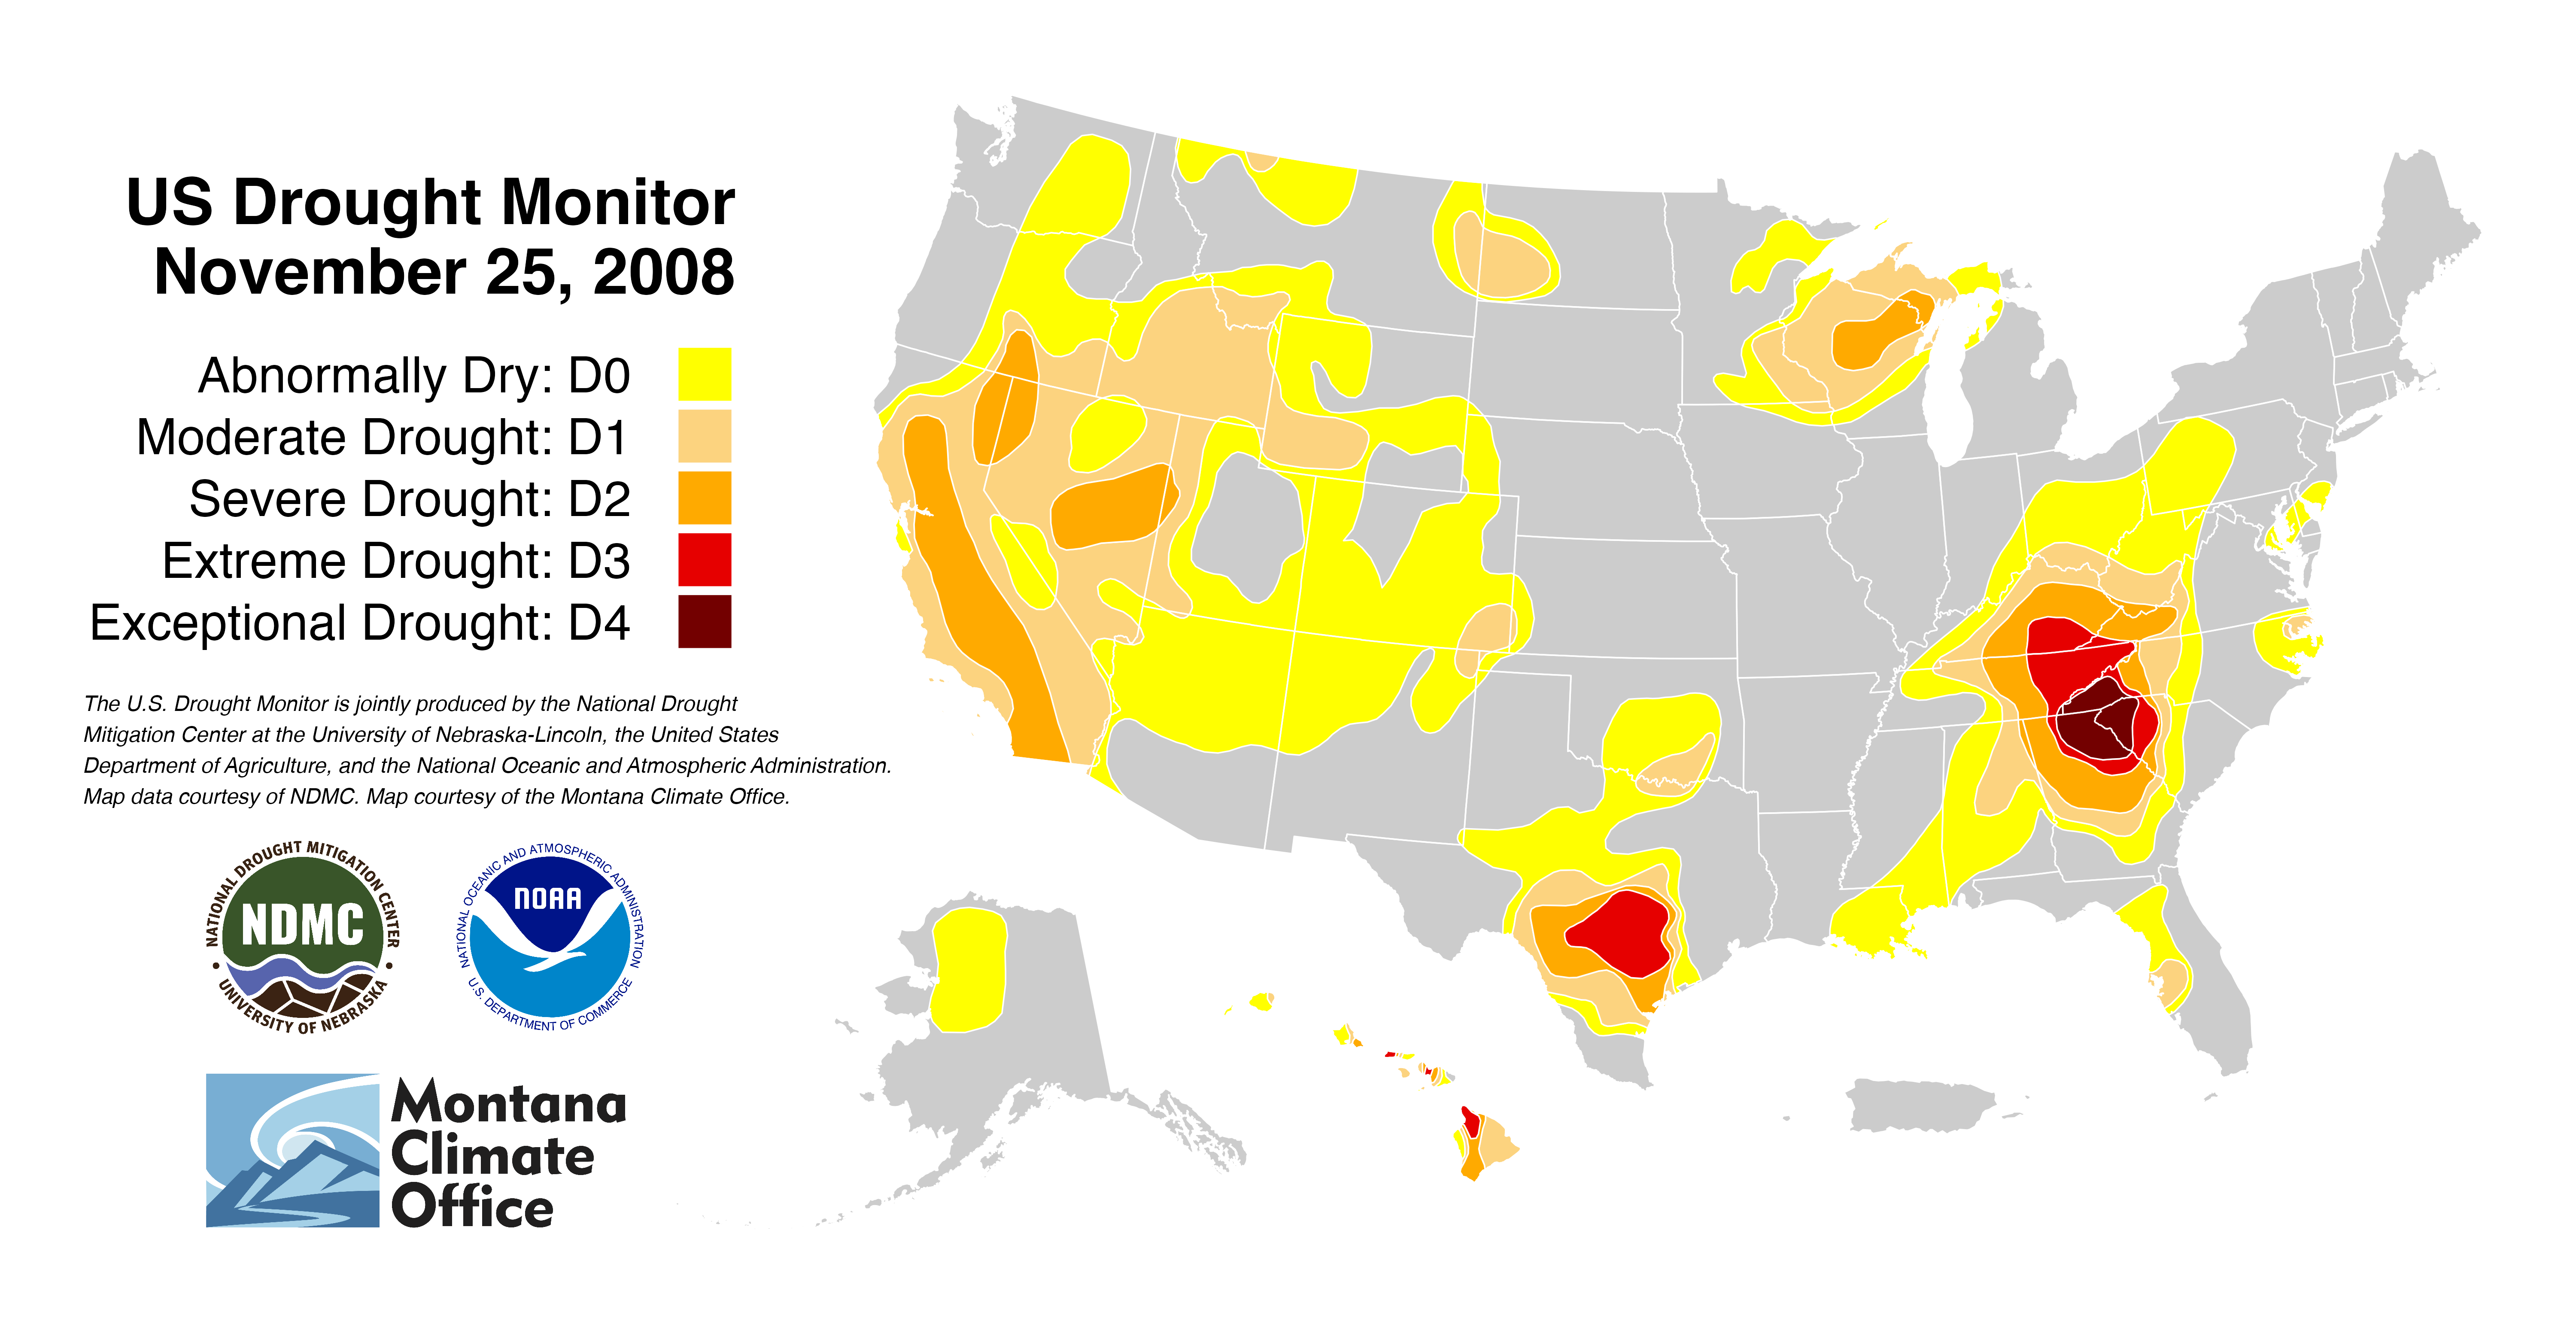 US Drought Monitor
November 25, 2008
Abnormally Dry: D0
Moderate Drought: D1
Severe Drought: D2
Extreme Drought: D3
Exceptional Drought: D4
The U.S. Drought Monitor is jointly produced by the National Drought
Mitigation Center at the University of Nebraska-Lincoln, the United States
Department of Agriculture, and the National Oceanic and Atmospheric Administration.
Map data courtesy of NDMC. Map courtesy of the Montana Climate Office.
NATIONAL DROUGHT MITIGATION CENTER
NDMC
• UNIVERSITY OF NEBRASKA •
NATIONAL OCEANIC AND ATMOSPHERIC ADMINISTRATION
NOAA
U.S. DEPARTMENT OF COMMERCE
Montana
Climate
Office